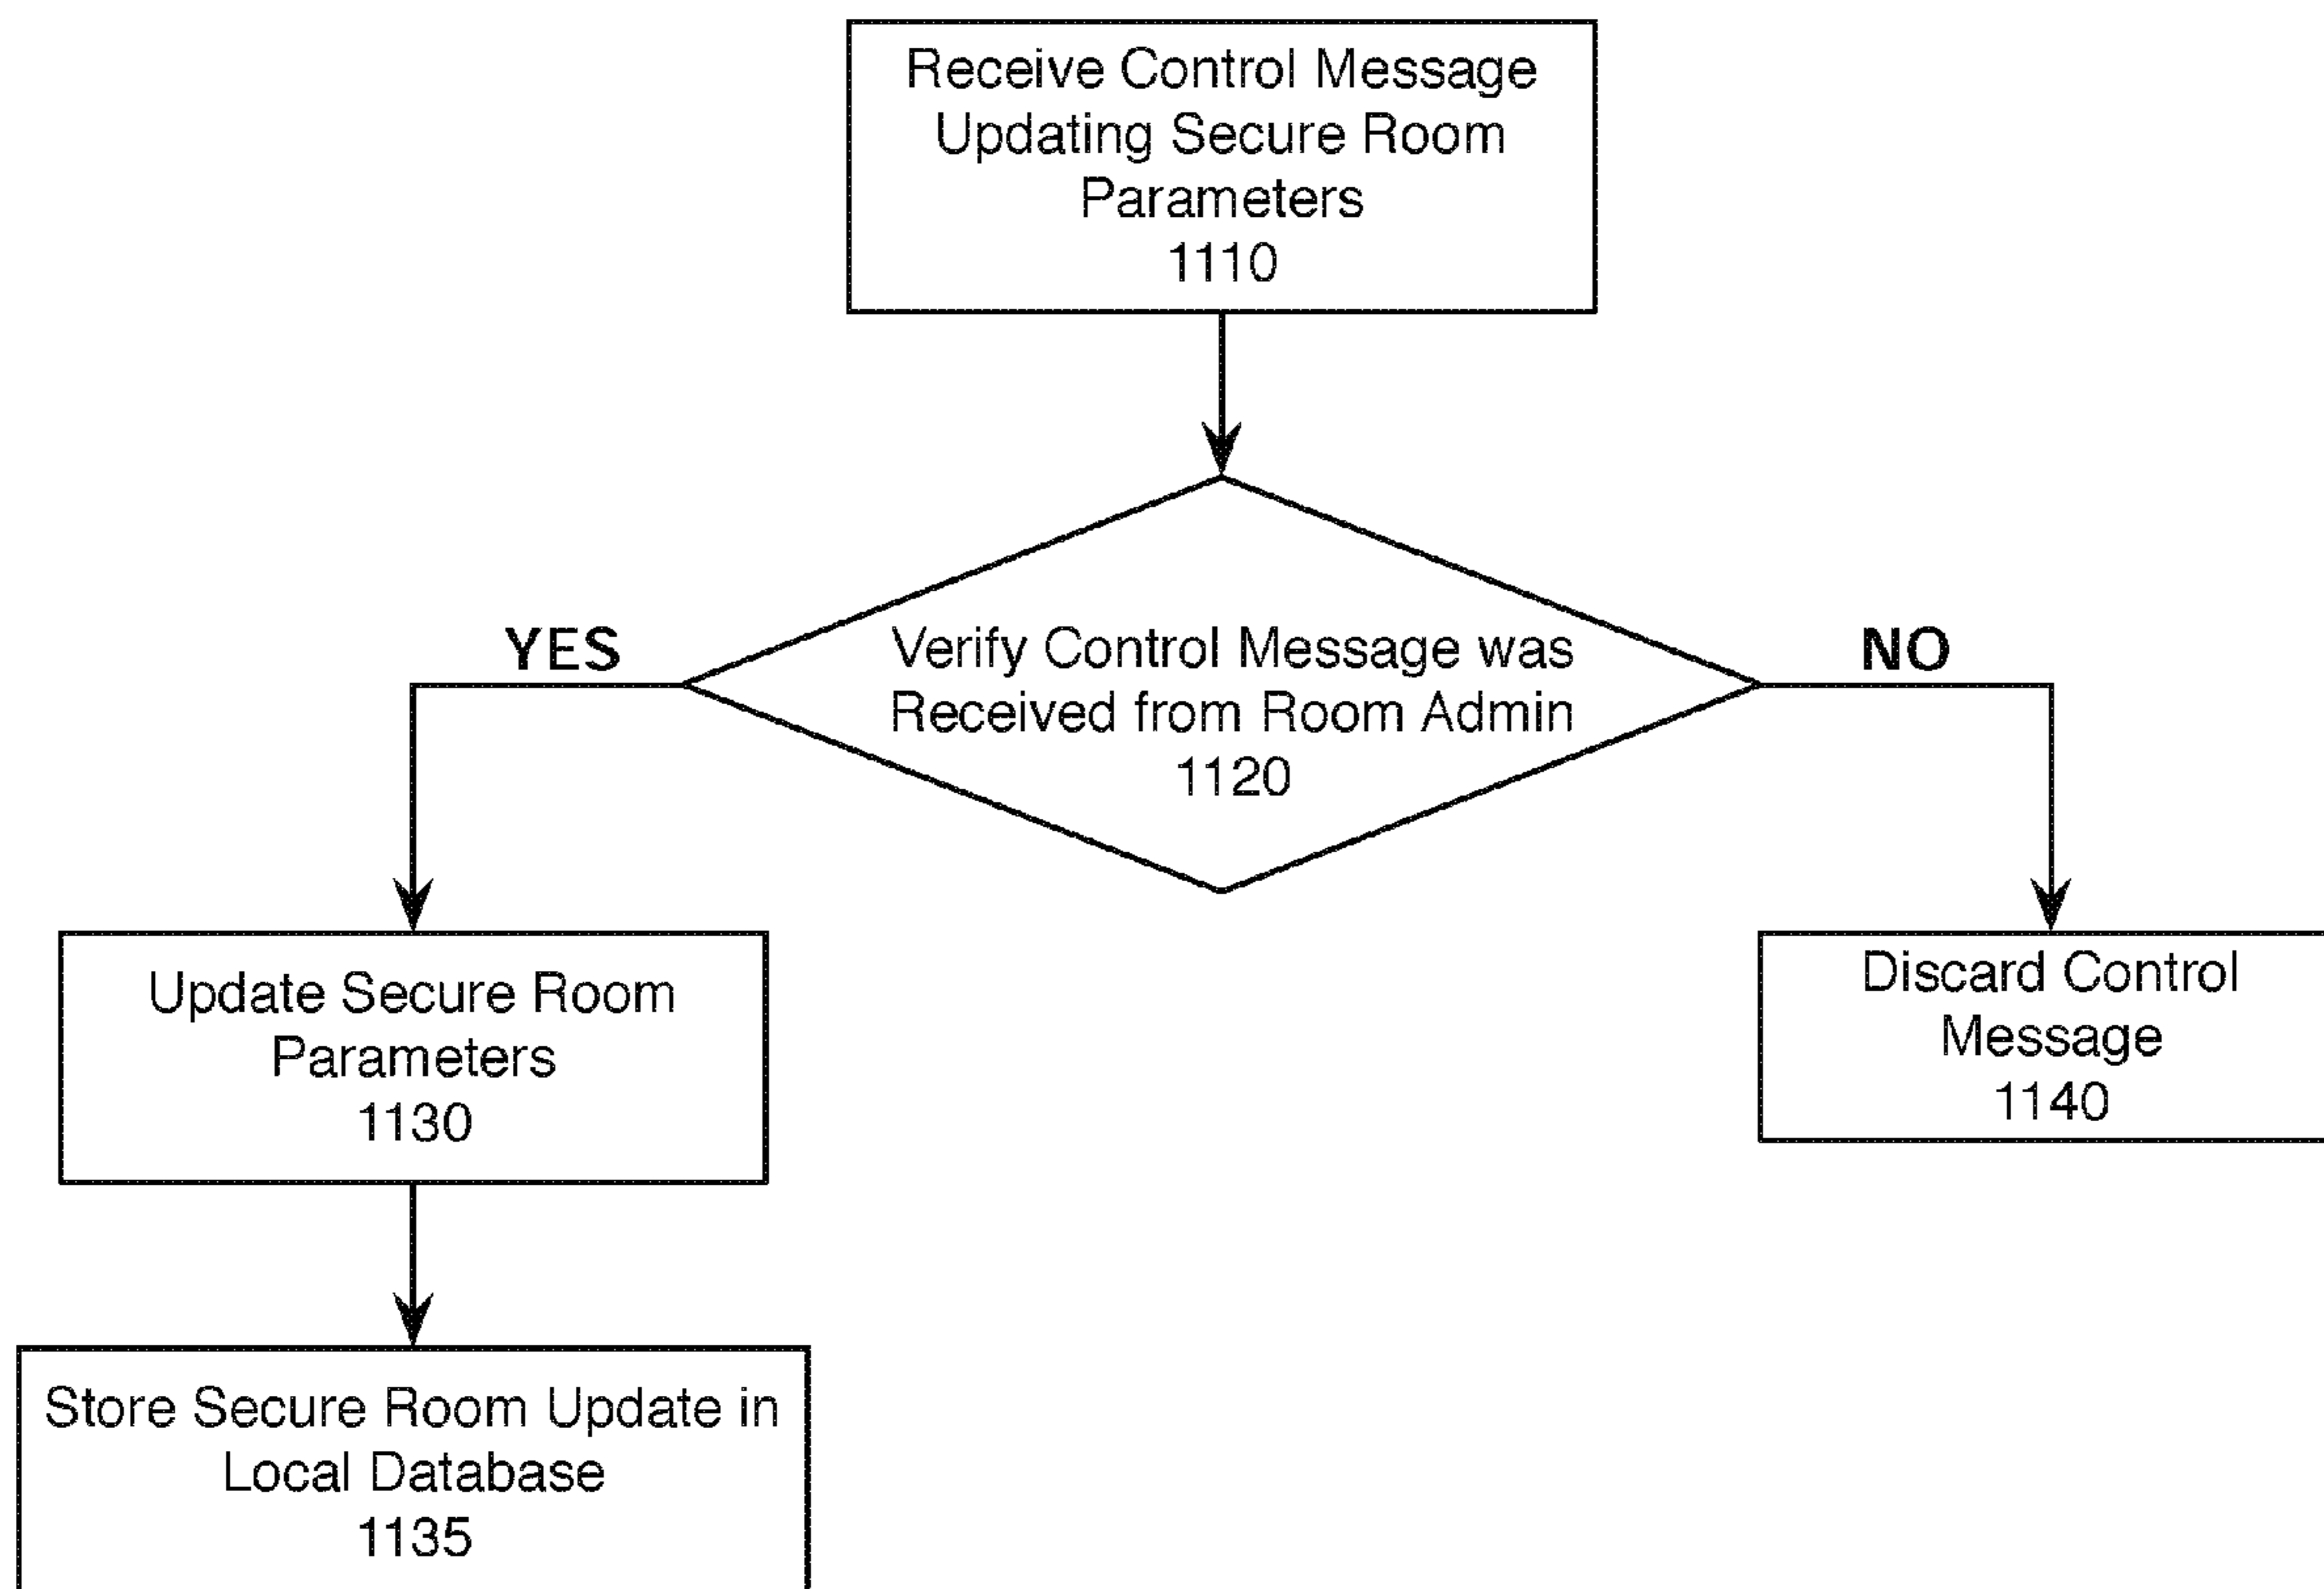 Receive Control Message
Updating Secure Room
Parameters
1110
YES
Verify Control Message was
Received from Room Admin
1120
NO
Update Secure Room
Parameters
1130
Discard Control
Message
1140
Store Secure Room Update in
Local Database
1135